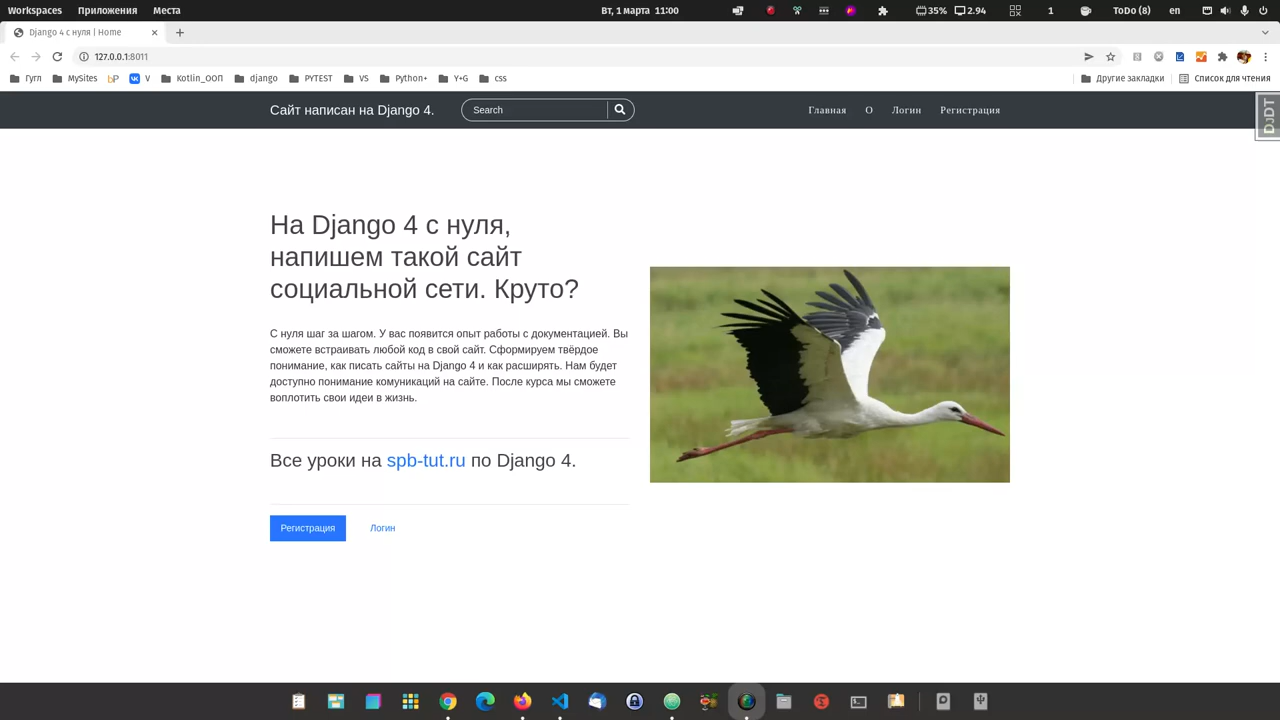 Workspaces Приложения Места Вт, 1 марта 11:00 35% 2.94 1 ToDo (8) en
Django 4 с нуля | Home
127.0.0.1:8011
Гугл MySites bP V Kotlin_ООП django PYTEST VS Python+ Y+G css Другие закладки Список для чтения
Сайт написан на Django 4. Search Главная О Логин Регистрация
DjDT
На Django 4 с нуля,
напишем такой сайт
социальной сети. Круто?
С нуля шаг за шагом. У вас появится опыт работы с документацией. Вы
сможете встраивать любой код в свой сайт. Сформируем твёрдое
понимание, как писать сайты на Django 4 и как расширять. Нам будет
доступно понимание комуникаций на сайте. После курса мы сможете
воплотить свои идеи в жизнь.
Все уроки на spb-tut.ru по Django 4.
Регистрация Логин